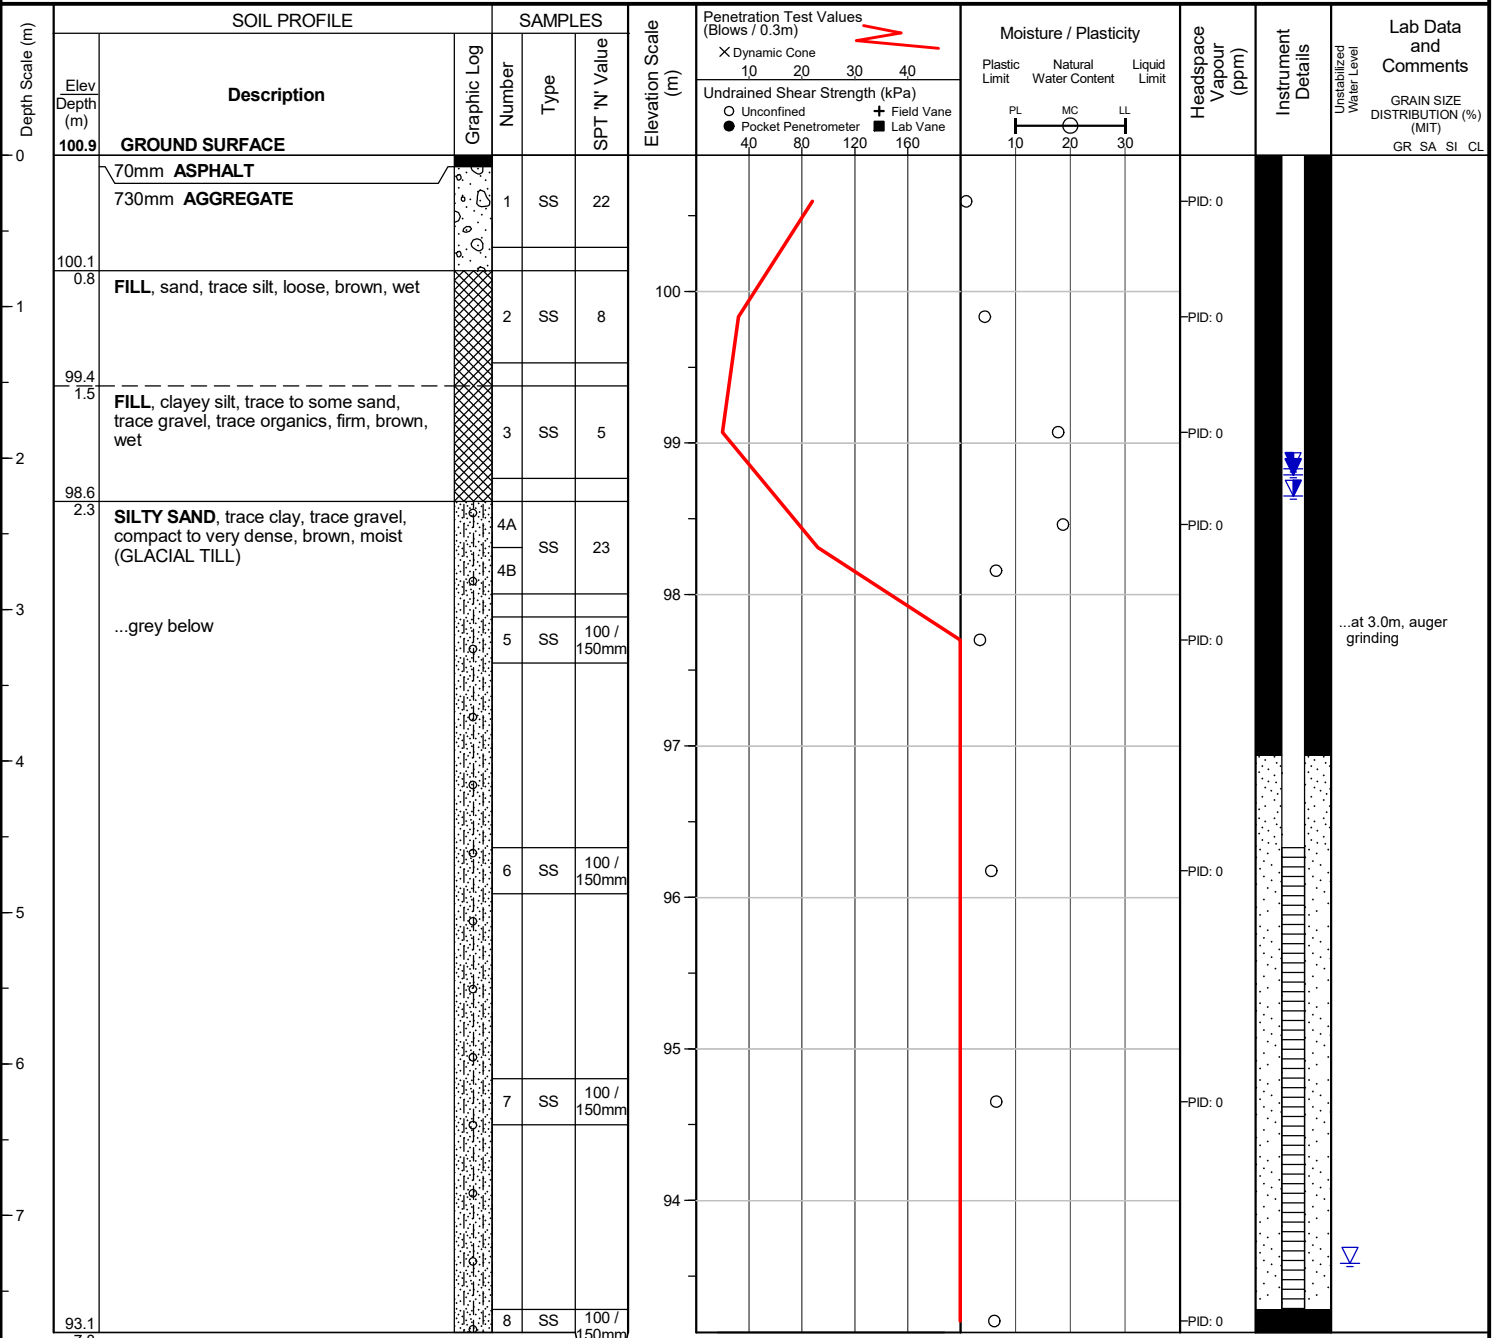 SOIL PROFILE
SAMPLES
Depth Scale (m)
Elev
Depth
(m)
Description
Graphic Log
Number
Type
SPT 'N' Value
Elevation Scale
(m)
Penetration Test Values
(Blows / 0.3m)
Dynamic Cone
10 20 30 40
Undrained Shear Strength (kPa)
Unconfined Field Vane
Pocket Penetrometer Lab Vane
40 80 120 160
Moisture / Plasticity
Plastic Natural Liquid
Limit Water Content Limit
PL MC LL
10 20 30
Headspace
Vapour
(ppm)
Instrument
Details
Unstabilized
Water Level
Lab Data
and
Comments
GRAIN SIZE
DISTRIBUTION (%)
(MIT)
GR SA SI CL
100.9 GROUND SURFACE
0
70mm ASPHALT
730mm AGGREGATE
1 SS 22
PID: 0
100.1
0.8
FILL, sand, trace silt, loose, brown, wet
100
1
2 SS 8
PID: 0
99.4
1.5
FILL, clayey silt, trace to some sand,
trace gravel, trace organics, firm, brown,
wet
3 SS 5
PID: 0
99
2
98.6
2.3
SILTY SAND, trace clay, trace gravel,
compact to very dense, brown, moist
(GLACIAL TILL)
4A
4B
SS 23
PID: 0
98
3
...grey below
5 SS 100 /
150mm
PID: 0
...at 3.0m, auger
grinding
97
4
6 SS 100 /
150mm
PID: 0
96
5
95
6
7 SS 100 /
150mm
PID: 0
94
7
93.1
8 SS 100 /
150mm
PID: 0